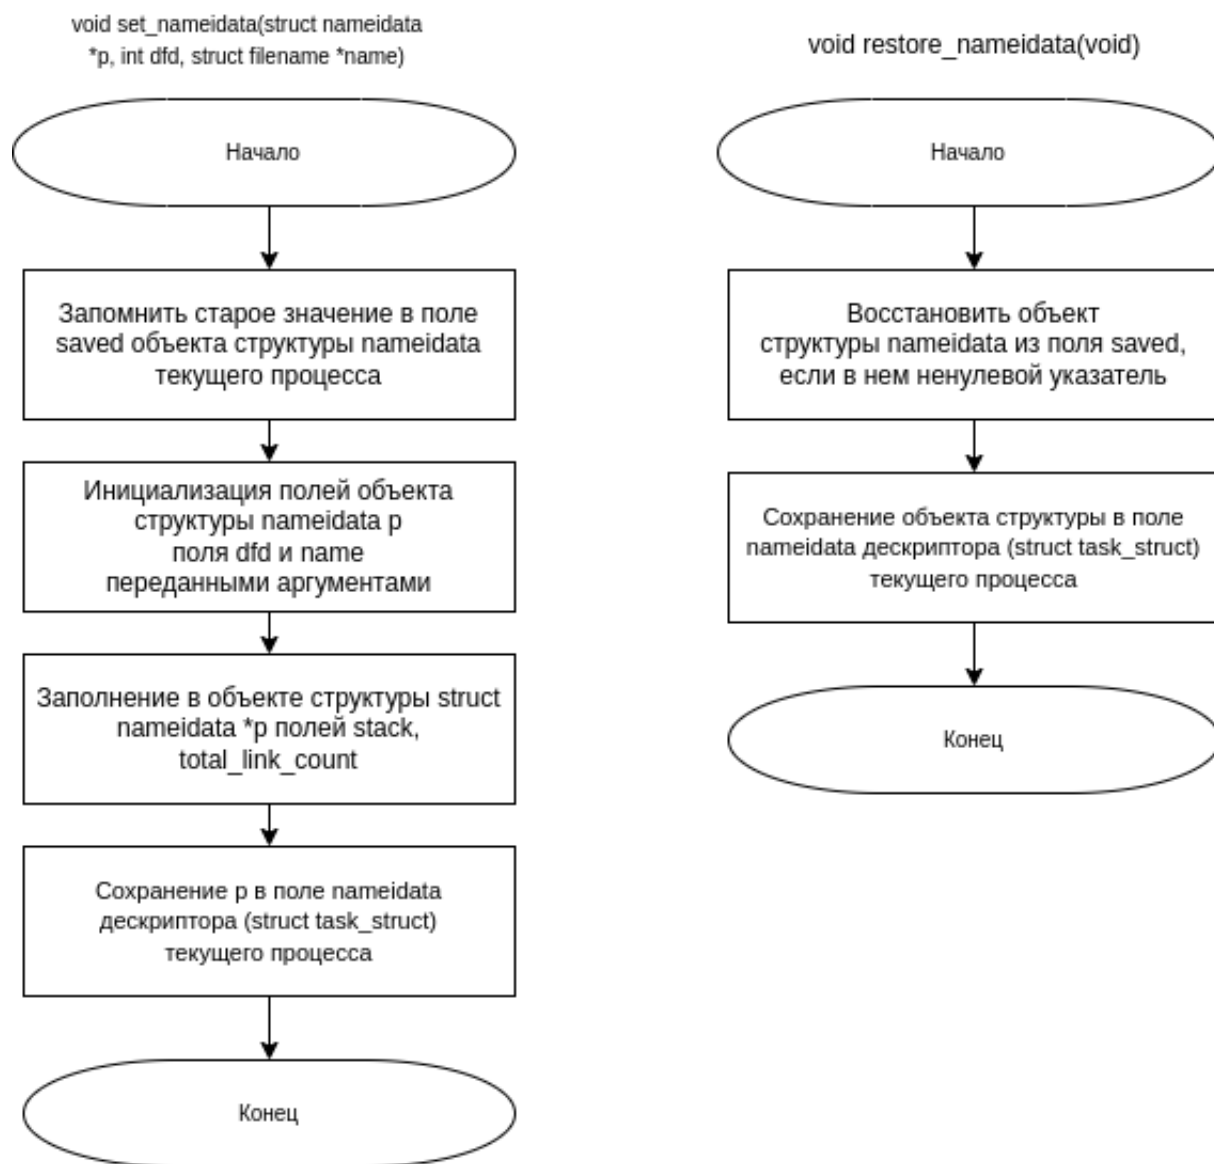 void set_nameidata(struct nameidata
*p, int dfd, struct filename *name)
Начало
Запомнить старое значение в поле
saved объекта структуры nameidata
текущего процесса
Инициализация полей объекта
структуры nameidata p
поля dfd и name
переданными аргументами
Заполнение в объекте структуры struct
nameidata *p полей stack,
total_link_count
Сохранение p в поле nameidata
дескриптора (struct task_struct)
текущего процесса
Конец
void restore_nameidata(void)
Начало
Восстановить объект
структуры nameidata из поля saved,
если в нем ненулевой указатель
Сохранение объекта структуры в поле
nameidata дескриптора (struct task_struct)
текущего процесса
Конец